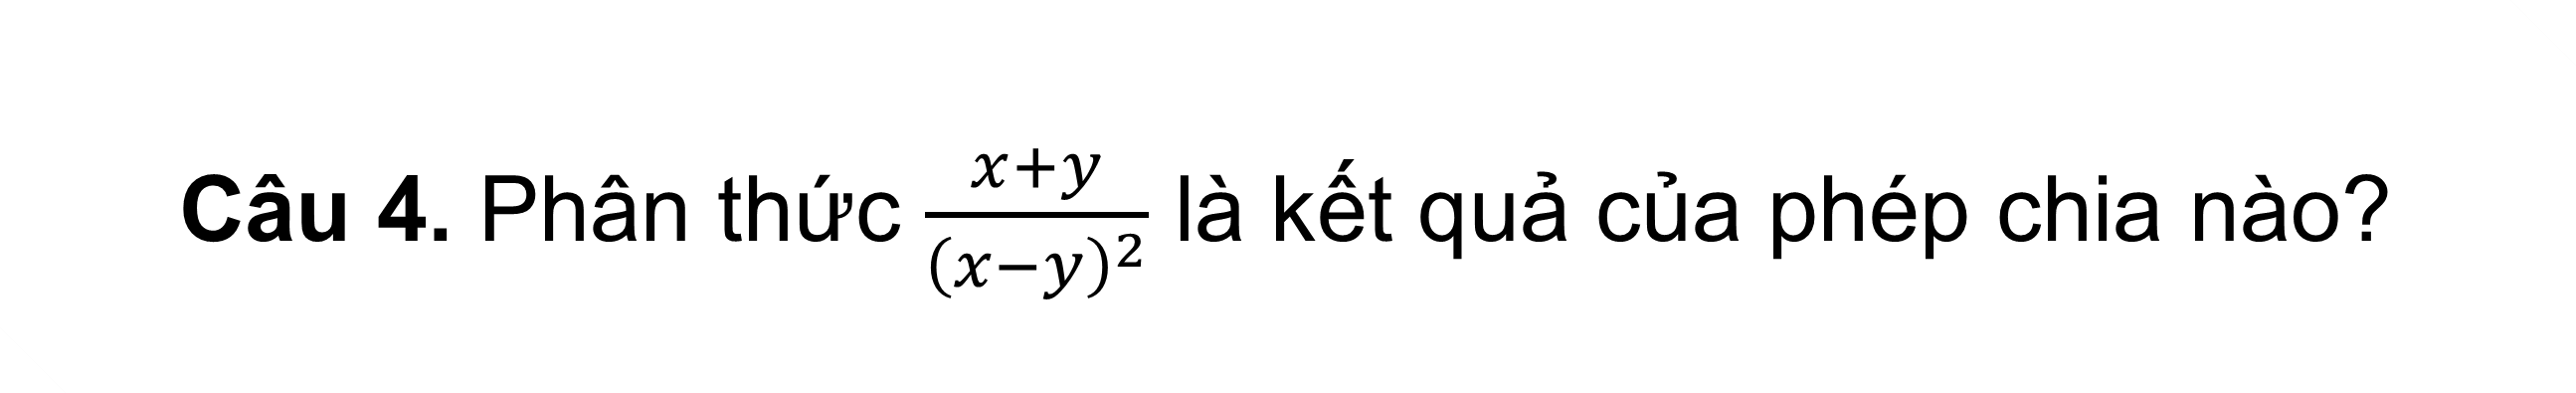 Câu 4. Phân thức \frac{x+y}{(x-y)^2} là kết quả của phép chia nào?